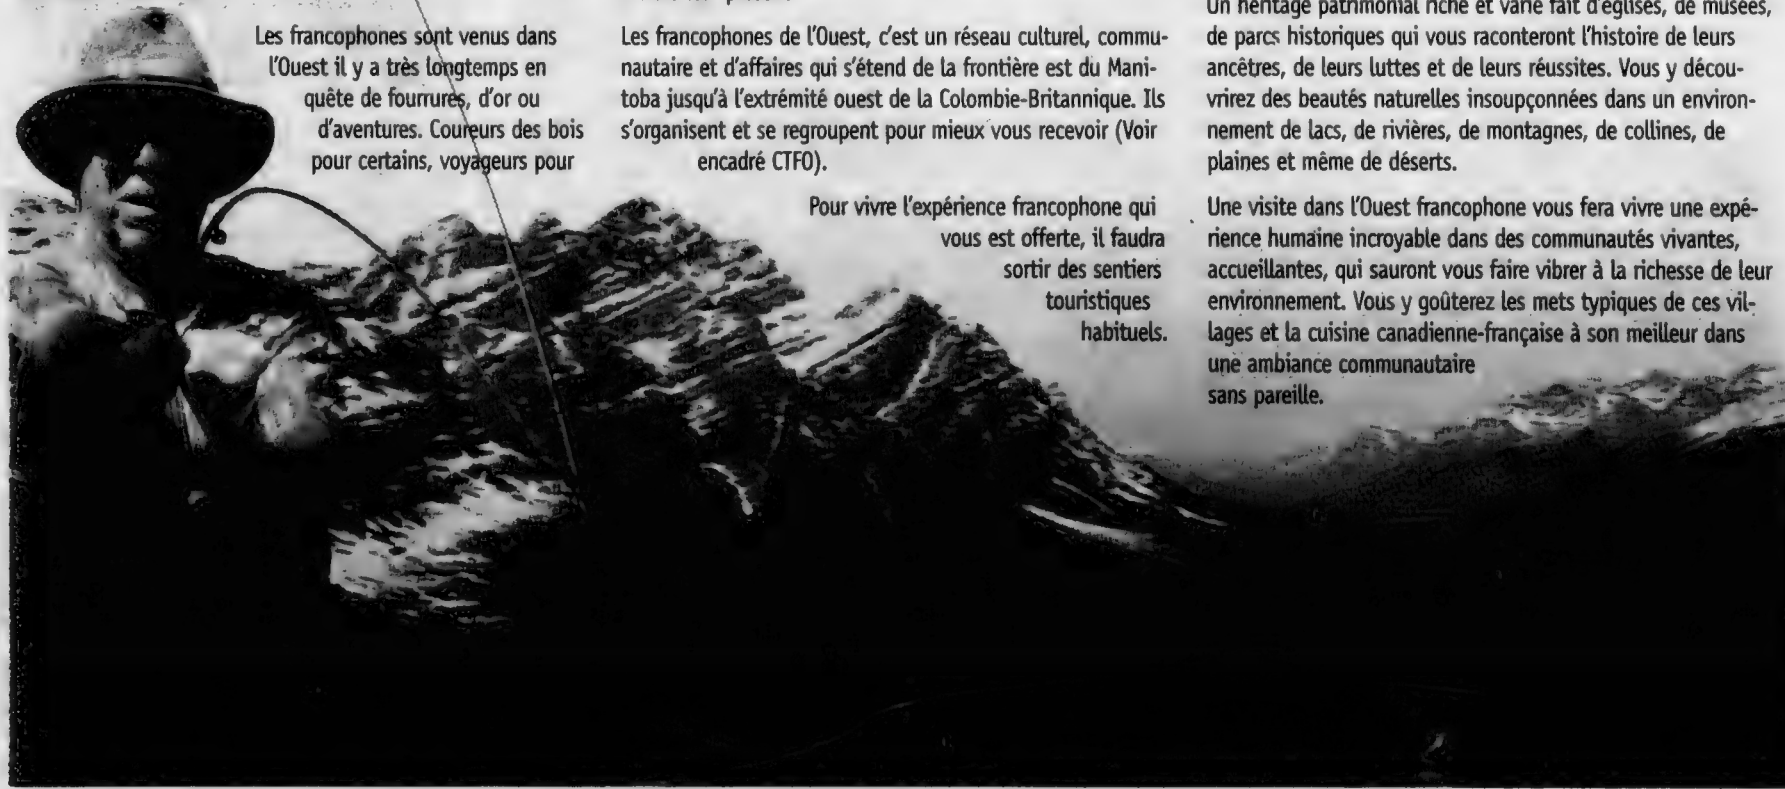 Les francophones sont venus dans
l'Ouest il y a très longtemps en
quête de fourrures, d'or ou
d'aventures. Coureurs des bois
pour certains, voyageurs pour
Les francophones de l'Ouest, c'est un réseau culturel, commu-
nautaire et d'affaires qui s'étend de la frontière est du Mani-
toba jusqu'à l'extrémité ouest de la Colombie-Britannique. Ils
s'organisent et se regroupent pour mieux vous recevoir (Voir
encadré CTFO).
Pour vivre l'expérience francophone qui
vous est offerte, il faudra
sortir des sentiers
touristiques
habituels.
Un héritage patrimonial riche et varié fait d'églises, de musées,
de parcs historiques qui vous raconteront l'histoire de leurs
ancêtres, de leurs luttes et de leurs réussites. Vous y décou-
vrirez des beautés naturelles insoupçonnées dans un environ-
nement de lacs, de rivières, de montagnes, de collines, de
plaines et même de déserts.
Une visite dans l'Ouest francophone vous fera vivre une expé-
rience humaine incroyable dans des communautés vivantes,
accueillantes, qui sauront vous faire vibrer à la richesse de leur
environnement. Vous y goûterez les mets typiques de ces vil-
lages et la cuisine canadienne-française à son meilleur dans
une ambiance communautaire
sans pareille.